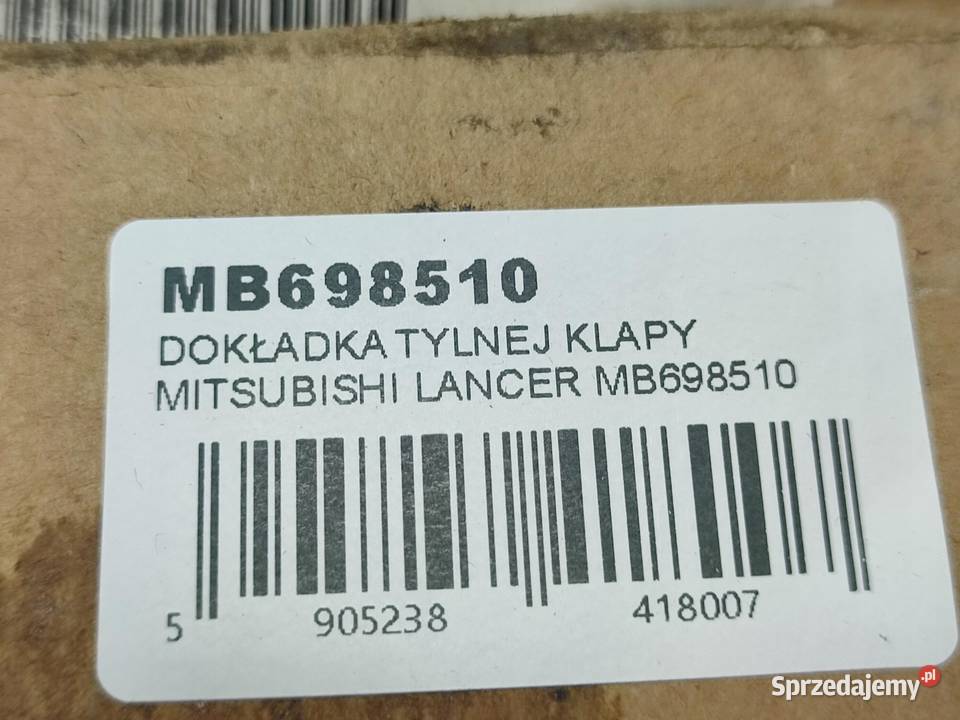 MB698510
DOKŁADKA TYLNEJ KLAPY
MITSUBISHI LANCER MB698510
5 905238 418007
Sprzedajemy.pl